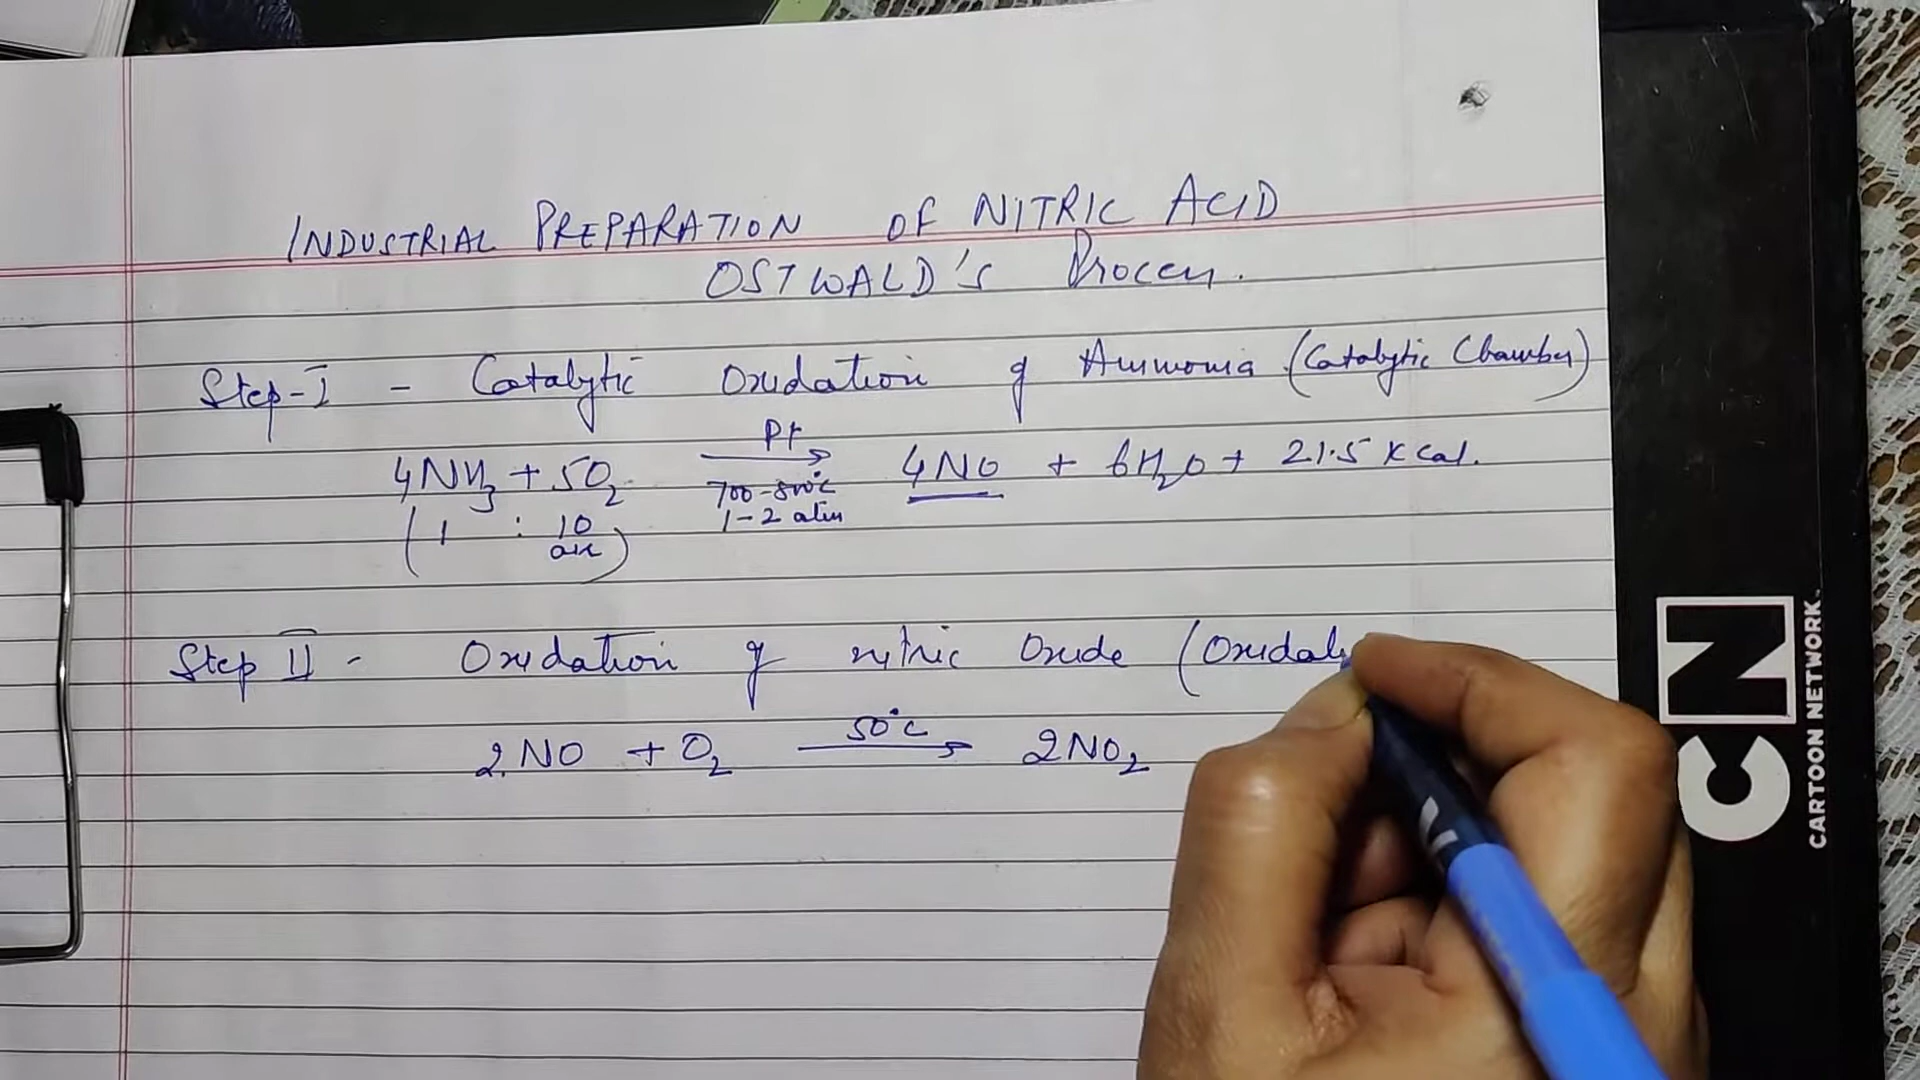 INDUSTRIAL PREPARATION OF NITRIC ACID
OSTWALD'S Process.
Step-I - Catalytic Oxidation of Ammonia (Catalytic Chamber)
Pt
4NH3 + 5O2 → 4NO + 6H2O + 21.5 K Cal.
700-800°C
1-2 atm
(1 : 10 air)
Step II - Oxidation of nitric Oxide (Oxidati
50°C
2NO + O2 → 2NO2
CN
CARTOON NETWORK